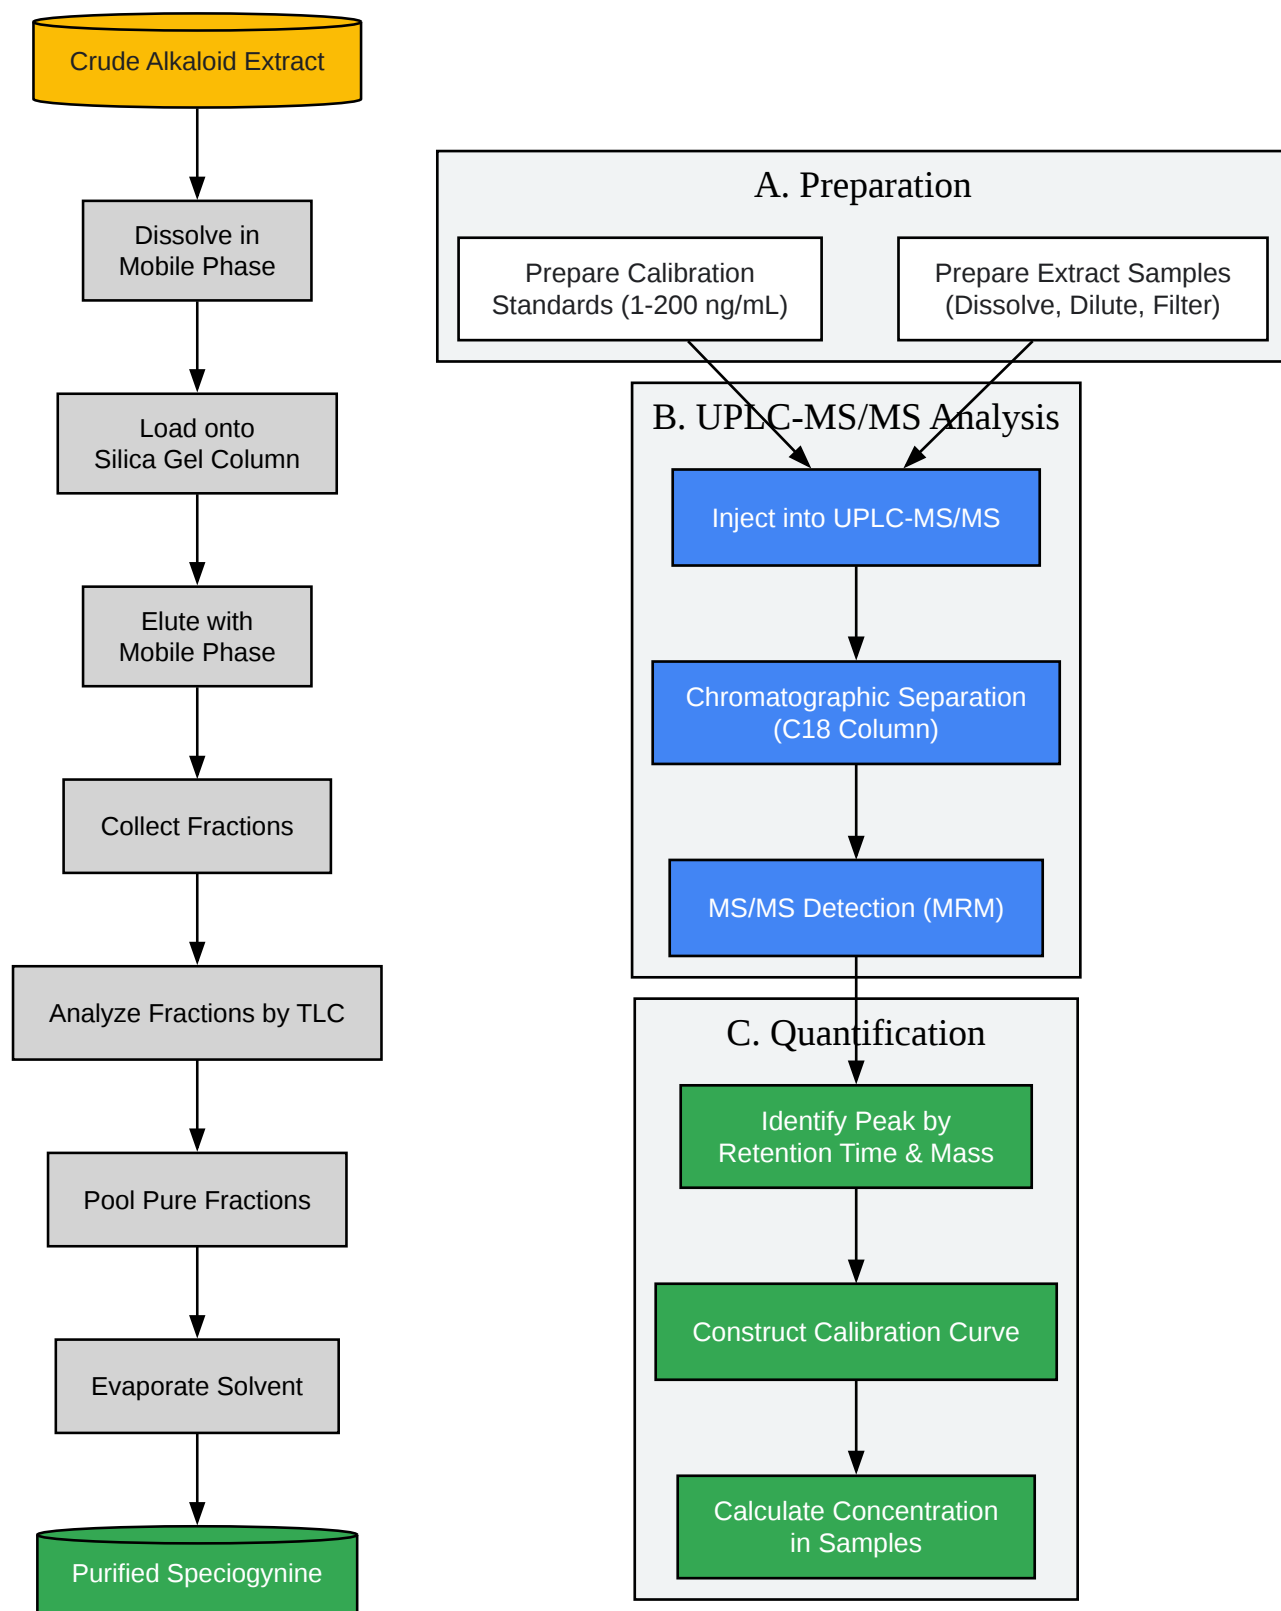 Crude Alkaloid Extract
Dissolve in
Mobile Phase
Load onto
Silica Gel Column
Elute with
Mobile Phase
Collect Fractions
Analyze Fractions by TLC
Pool Pure Fractions
Evaporate Solvent
Purified Speciogynine
A. Preparation
Prepare Calibration
Standards (1-200 ng/mL)
Prepare Extract Samples
(Dissolve, Dilute, Filter)
B. UPLC-MS/MS Analysis
Inject into UPLC-MS/MS
Chromatographic Separation
(C18 Column)
MS/MS Detection (MRM)
C. Quantification
Identify Peak by
Retention Time & Mass
Construct Calibration Curve
Calculate Concentration
in Samples